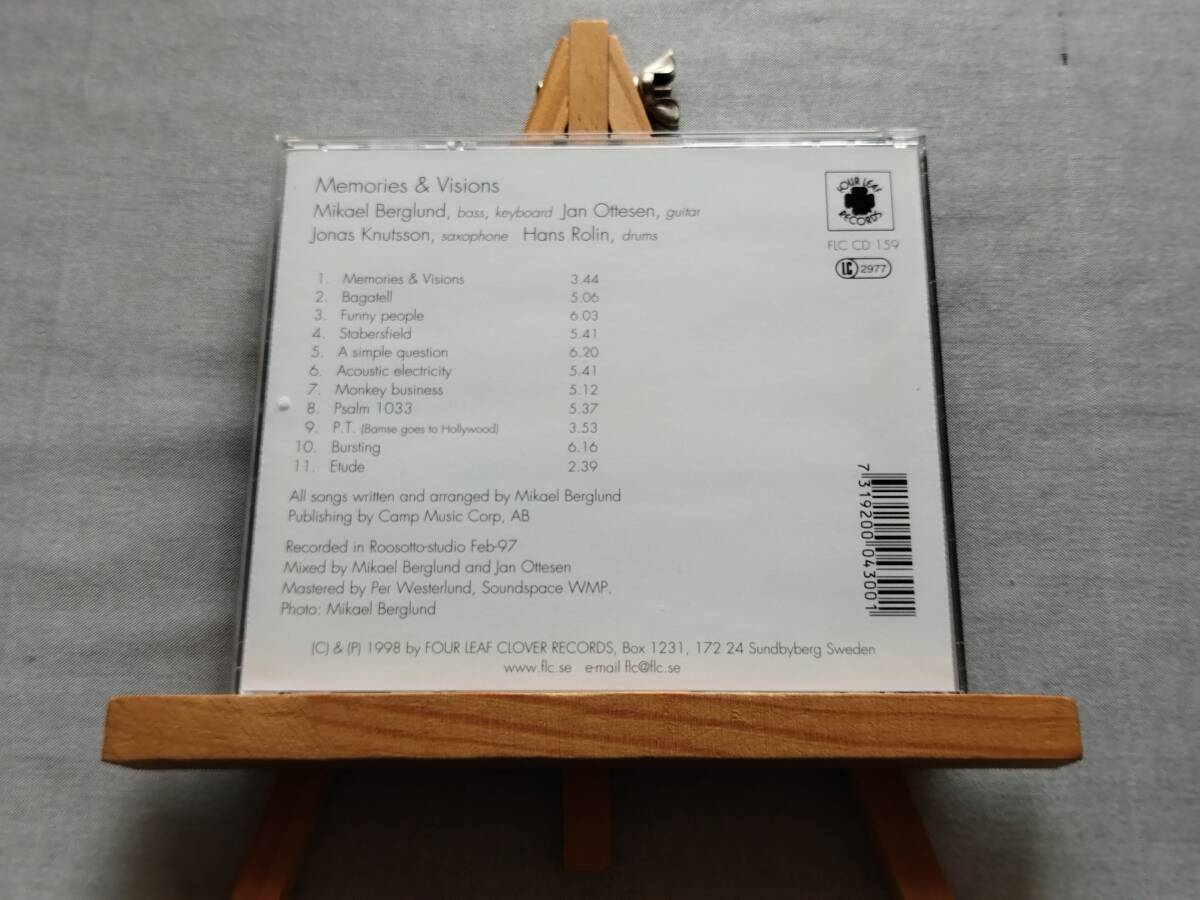 Memories & Visions
Mikael Berglund, bass, keyboard Jan Ottesen, guitar
Jonas Knutsson, saxophone Hans Rolin, drums
FOUR LEAF
RECORDS
FLC CD 159
LC 2977
1. Memories & Visions 3.44
2. Bagatell 5.06
3. Funny people 6.03
4. Stabersfield 5.41
5. A simple question 6.20
6. Acoustic electricity 5.41
7. Monkey business 5.12
8. Psalm 1033 5.37
9. P.T. (Bamse goes to Hollywood) 3.53
10. Bursting 6.16
11. Etude 2.39
All songs written and arranged by Mikael Berglund
Publishing by Camp Music Corp, AB
Recorded in Roosotto-studio Feb-97
Mixed by Mikael Berglund and Jan Ottesen
Mastered by Per Westerlund, Soundspace WMP.
Photo: Mikael Berglund
7 319200 043001
(C) & (P) 1998 by FOUR LEAF CLOVER RECORDS, Box 1231, 172 24 Sundbyberg Sweden
www.flc.se e-mail flc@flc.se